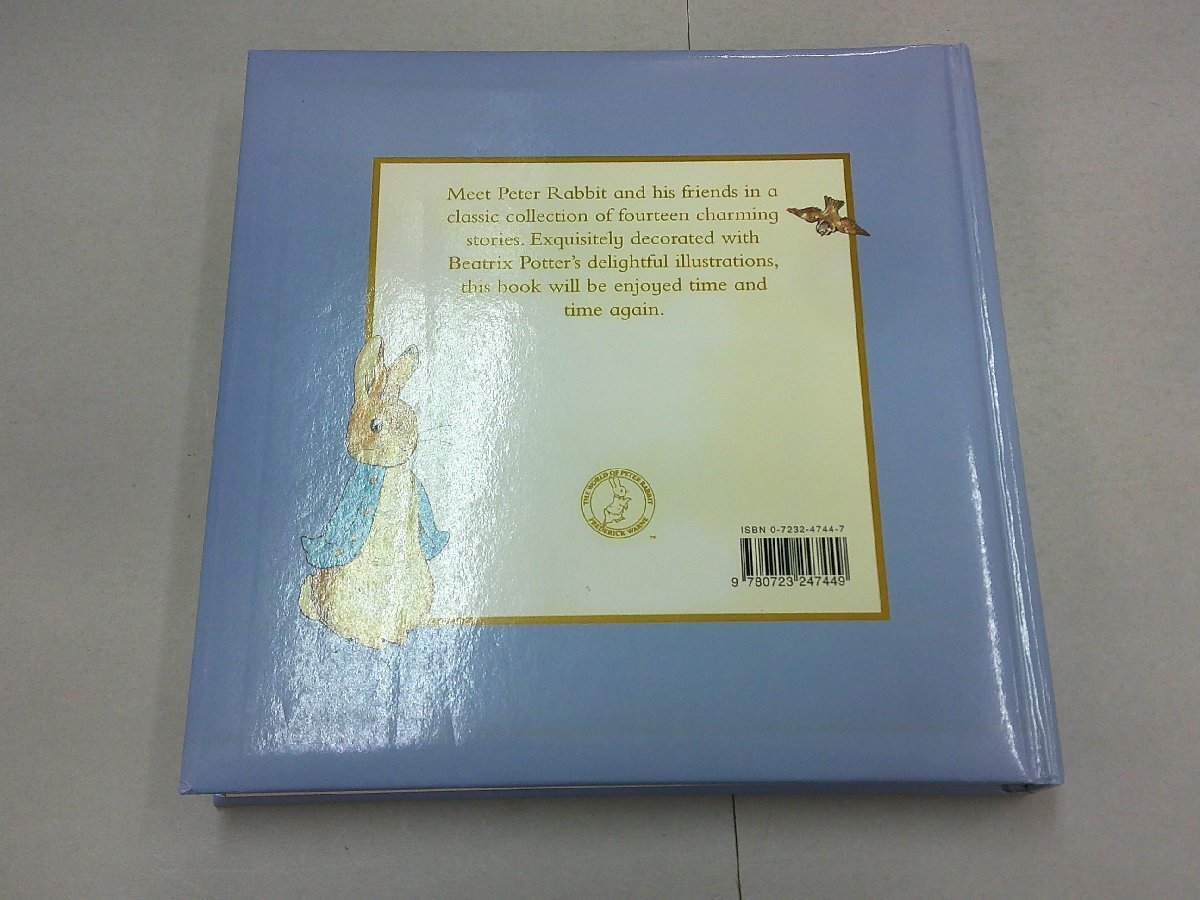 Meet Peter Rabbit and his friends in a
classic collection of fourteen charming
stories. Exquisitely decorated with
Beatrix Potter's delightful illustrations,
this book will be enjoyed time and
time again.
THE WORLD OF PETER RABBIT
FREDERICK WARNE
™
ISBN 0-7232-4744-7
9 780723 247449